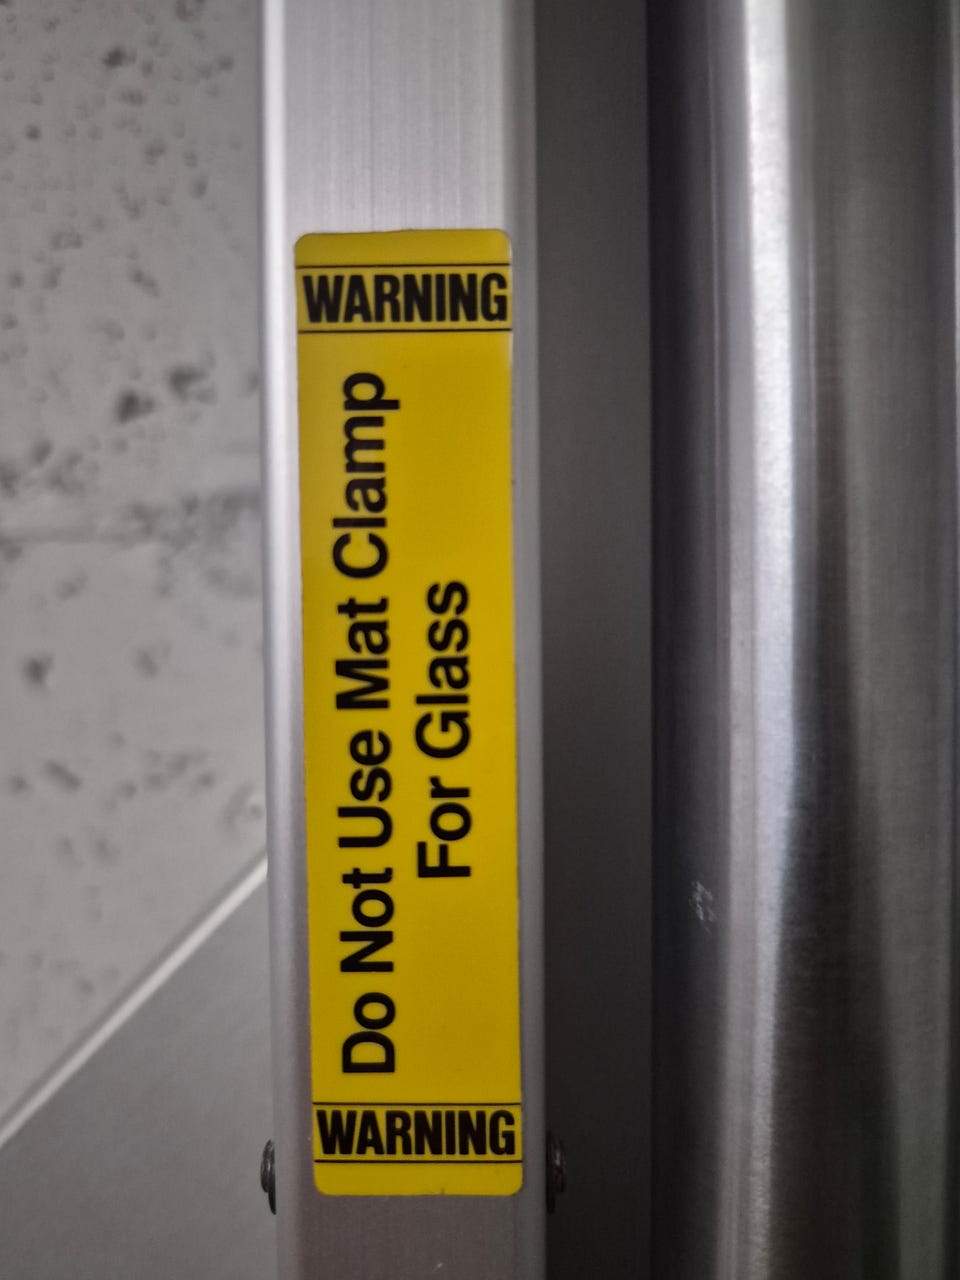 WARNING
Do Not Use Mat Clamp
For Glass
WARNING